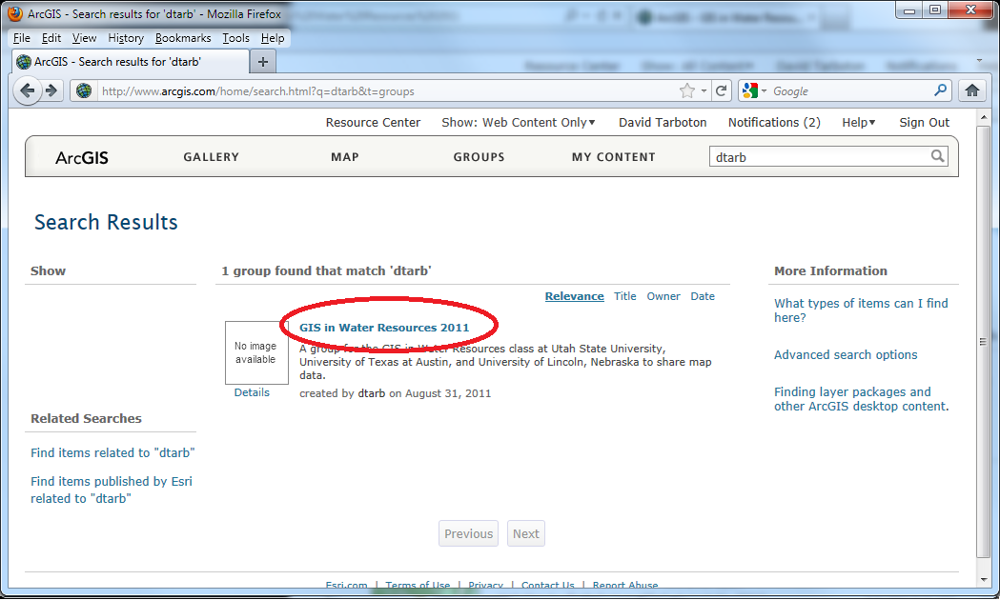 ArcGIS - Search results for 'dtarb' - Mozilla Firefox
File Edit View History Bookmarks Tools Help
ArcGIS - Search results for 'dtarb'
http://www.arcgis.com/home/search.html?q=dtarb&t=groups
Google
Resource Center Show: Web Content Only David Tarboton Notifications (2) Help Sign Out
ArcGIS GALLERY MAP GROUPS MY CONTENT dtarb
Search Results
Show
1 group found that match 'dtarb'
Relevance Title Owner Date
No image available
GIS in Water Resources 2011
A group for the GIS in Water Resources class at Utah State University,
University of Texas at Austin, and University of Lincoln, Nebraska to share map
data.
Details
created by dtarb on August 31, 2011
Related Searches
Find items related to "dtarb"
Find items published by Esri
related to "dtarb"
More Information
What types of items can I find
here?
Advanced search options
Finding layer packages and
other ArcGIS desktop content.
Previous Next
Esri.com | Terms of Use | Privacy | Contact Us | Report Abuse